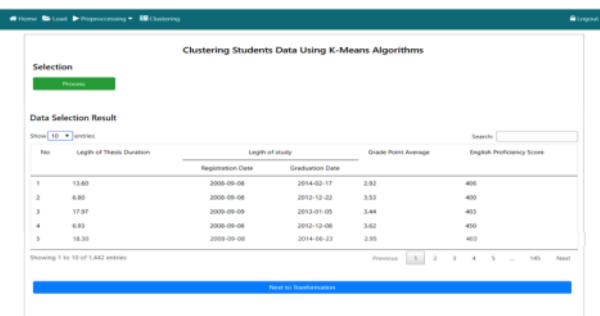 Home Load Preprocessing Clustering Logout
Clustering Students Data Using K-Means Algorithms
Selection
Process
Data Selection Result
Show 10 entries Search:
No Legth of Thesis Duration Legth of study Grade Point Average English Proficiency Score
Registration Date Graduation Date
1 13.60 2008-09-08 2014-02-17 2.92 406
2 6.80 2008-09-08 2012-12-22 3.53 400
3 17.97 2009-09-09 2013-01-05 3.44 403
4 6.93 2008-09-08 2012-12-08 3.62 450
5 18.30 2008-09-08 2014-06-23 2.95 403
Showing 1 to 10 of 1,442 entries Previous 1 2 3 4 5 ... 145 Next
Next to Tranformation